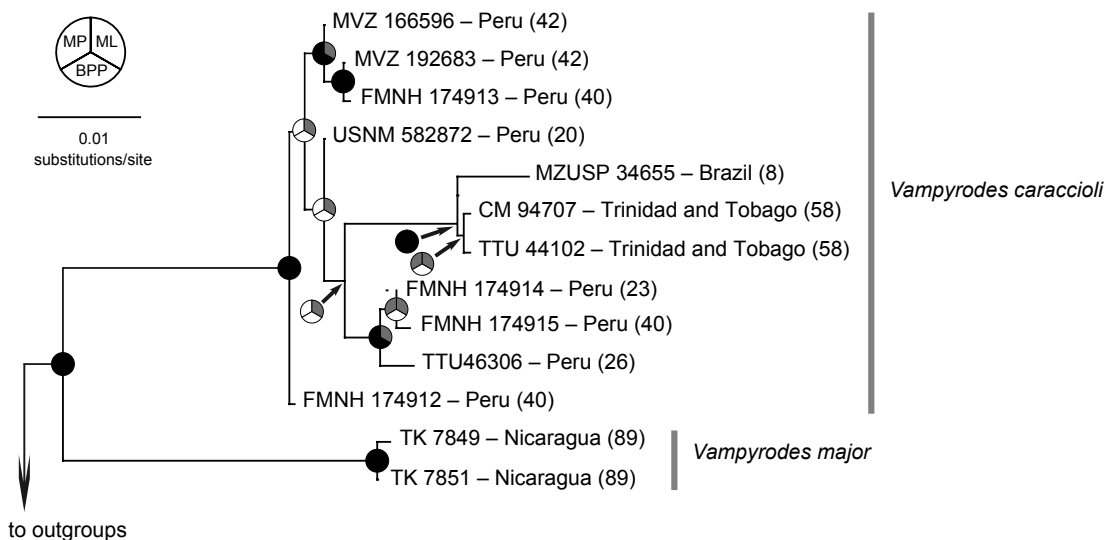 MP ML
BPP
0.01
substitutions/site
MVZ 166596 – Peru (42)
MVZ 192683 – Peru (42)
FMNH 174913 – Peru (40)
USNM 582872 – Peru (20)
MZUSP 34655 – Brazil (8)
CM 94707 – Trinidad and Tobago (58)
TTU 44102 – Trinidad and Tobago (58)
FMNH 174914 – Peru (23)
FMNH 174915 – Peru (40)
TTU46306 – Peru (26)
FMNH 174912 – Peru (40)
Vampyrodes caraccioli
TK 7849 – Nicaragua (89)
TK 7851 – Nicaragua (89)
Vampyrodes major
to outgroups